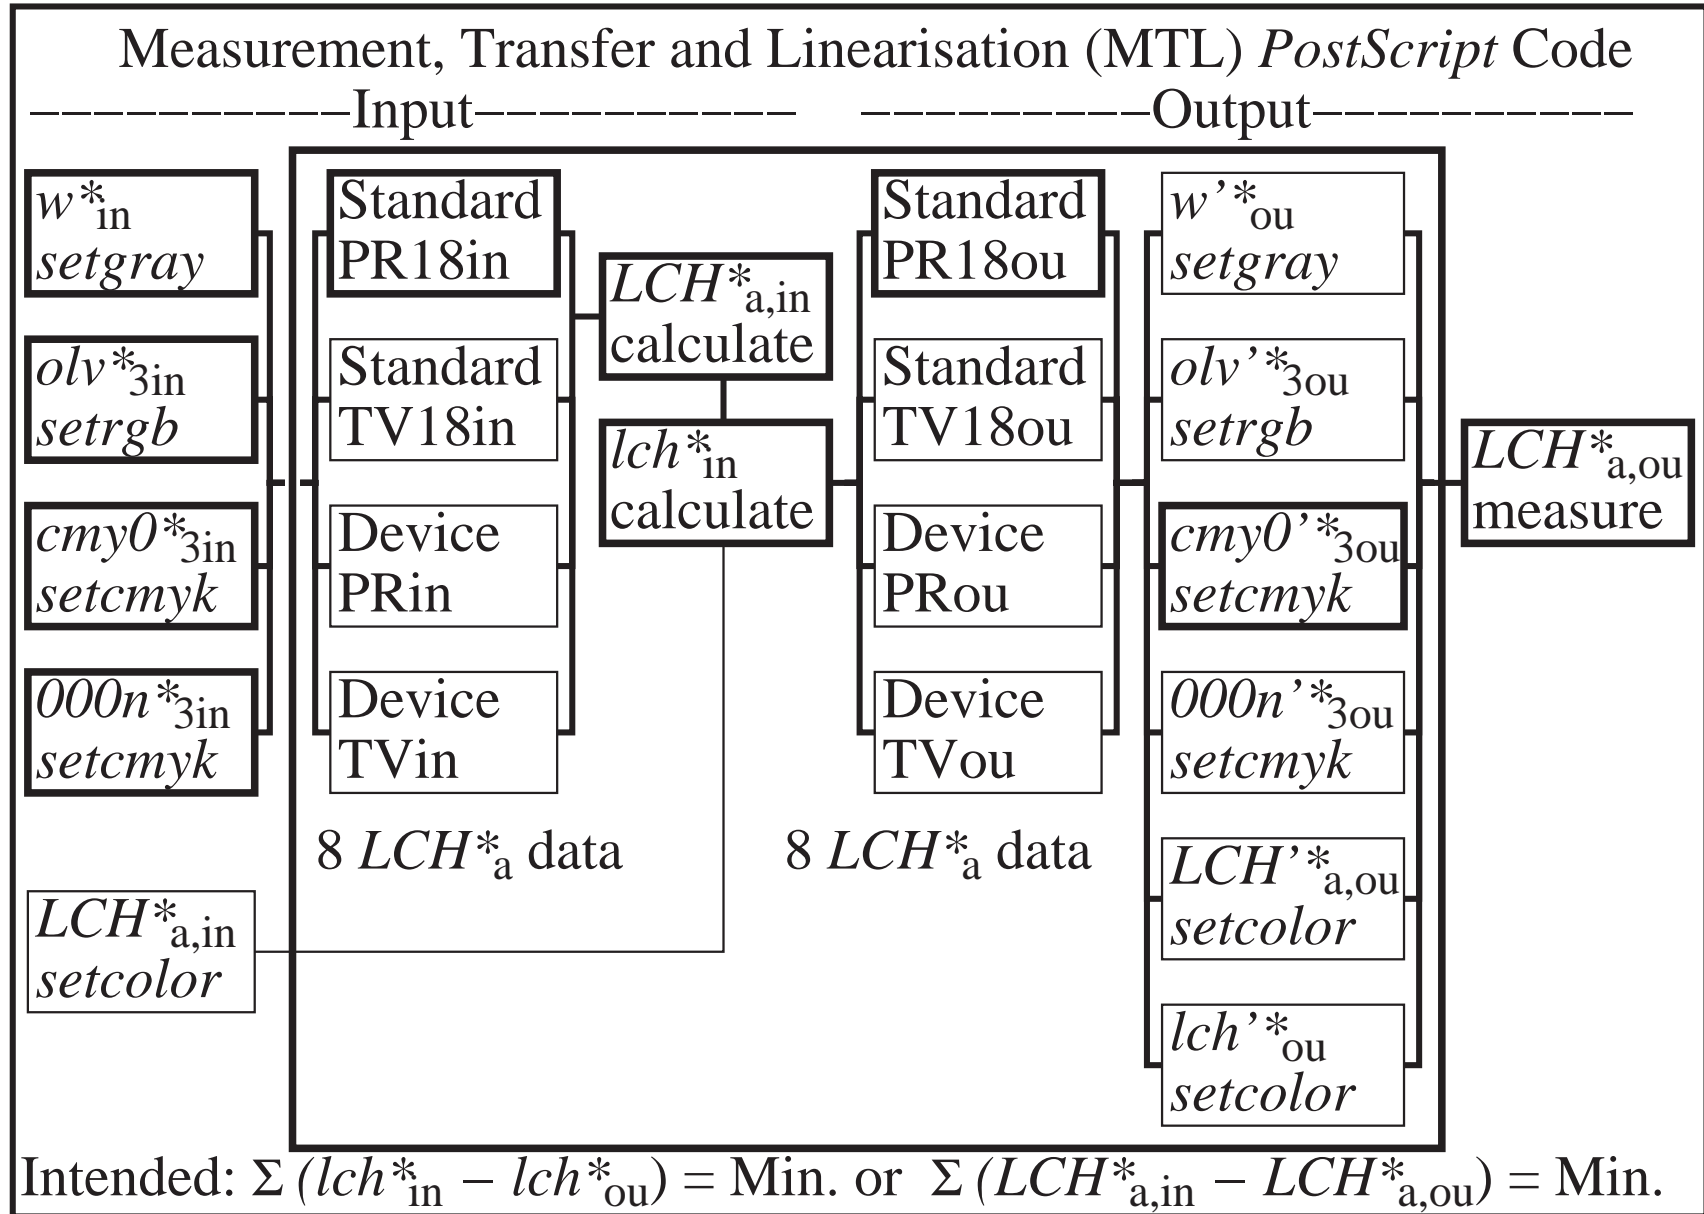 Measurement, Transfer and Linearisation (MTL) PostScript Code
–––––––––––Input––––––––––– ––––––––––Output–––––––––––
w*in
setgray
olv*3in
setrgb
cmy0*3in
setcmyk
000n*3in
setcmyk
LCH*a,in
setcolor
Standard
PR18in
Standard
TV18in
Device
PRin
Device
TVin
8 LCH*a data
LCH*a,in
calculate
lch*in
calculate
Standard
PR18ou
Standard
TV18ou
Device
PRou
Device
TVou
8 LCH*a data
w’*ou
setgray
olv’*3ou
setrgb
cmy0’*3ou
setcmyk
000n’*3ou
setcmyk
LCH’*a,ou
setcolor
lch’*ou
setcolor
LCH*a,ou
measure
Intended: Σ (lch*in – lch*ou) = Min. or Σ (LCH*a,in – LCH*a,ou) = Min.